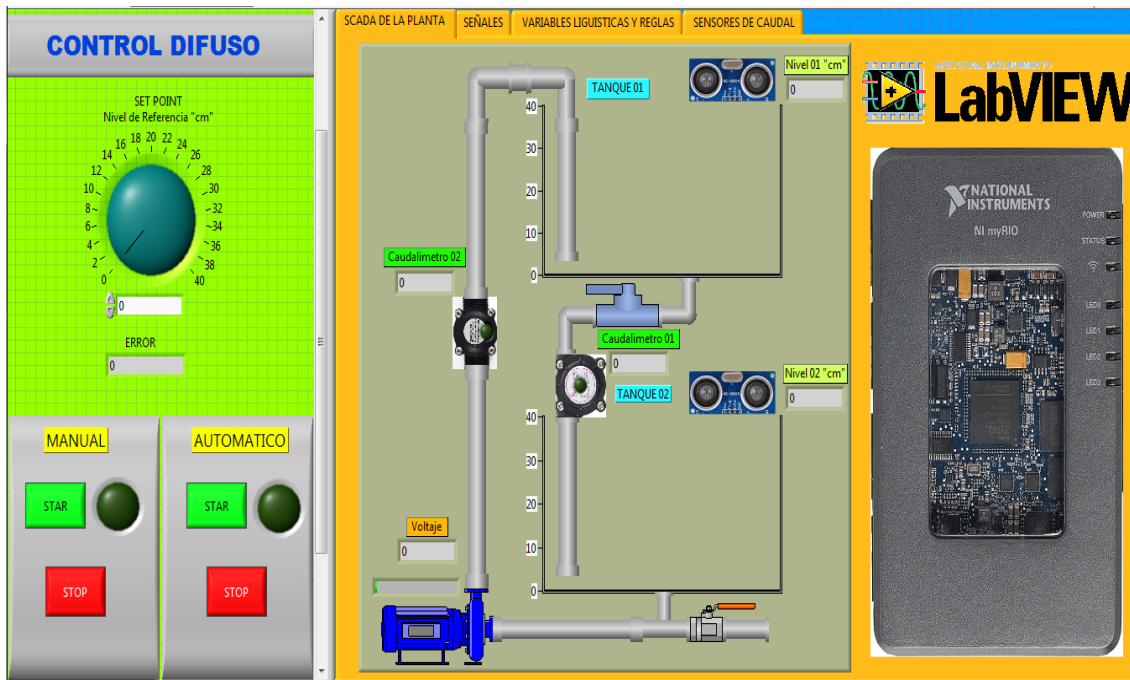 CONTROL DIFUSO
SET POINT
Nivel de Referencia "cm"
0
2
4
6
8
10
12
14
16
18
20
22
24
26
28
30
32
34
36
38
40
0
ERROR
0
MANUAL
STAR
STOP
AUTOMATICO
STAR
STOP
SCADA DE LA PLANTA
SEÑALES
VARIABLES LIGUISTICAS Y REGLAS
SENSORES DE CAUDAL
TANQUE 01
Nivel 01 "cm"
0
40
30
20
10
0
Caudalimetro 02
0
Caudalimetro 01
0
TANQUE 02
Nivel 02 "cm"
0
40
30
20
10
0
Voltaje
0
NATIONAL INSTRUMENTS
LabVIEW
NATIONAL
INSTRUMENTS
NI myRIO
POWER
STATUS
LED0
LED1
LED2
LED3